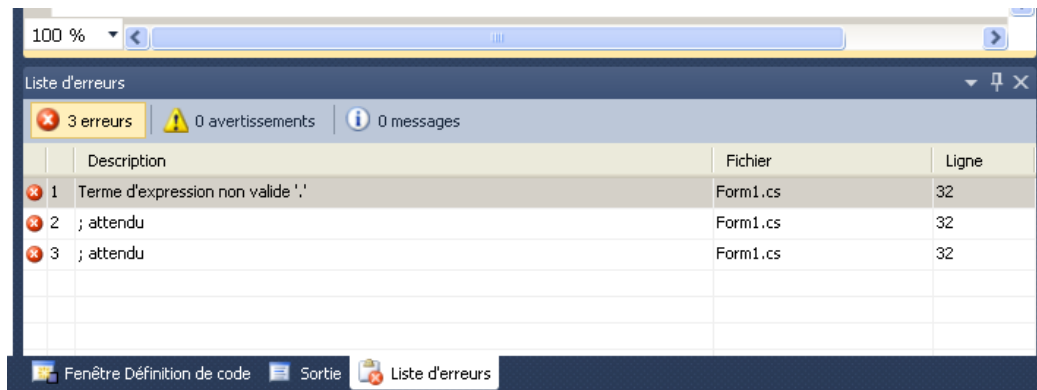 100 %
Liste d'erreurs
3 erreurs 0 avertissements 0 messages
Description Fichier Ligne
1 Terme d'expression non valide '.' Form1.cs 32
2 ; attendu Form1.cs 32
3 ; attendu Form1.cs 32
Fenêtre Définition de code Sortie Liste d'erreurs